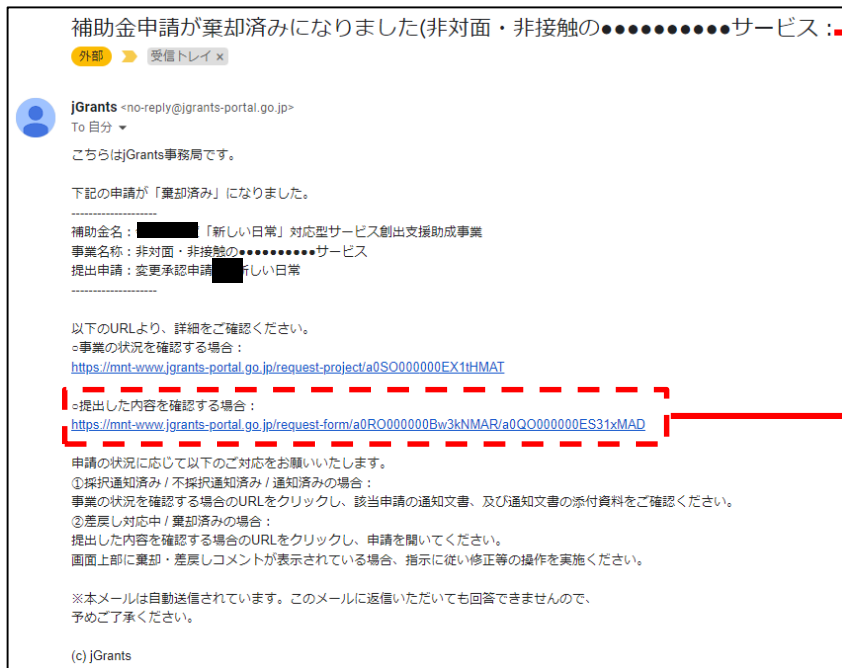 補助金申請が棄却済みになりました(非対面・非接触の●●●●●●●●●●サービス：
外部 受信トレイ ×
jGrants <no-reply@jgrants-portal.go.jp>
To 自分
こちらはjGrants事務局です。
下記の申請が「棄却済み」になりました。
--------------------
補助金名：「新しい日常」対応型サービス創出支援助成事業
事業名称：非対面・非接触の●●●●●●●●●●サービス
提出申請：変更承認申請 新しい日常
--------------------
以下のURLより、詳細をご確認ください。
○事業の状況を確認する場合：
https://mnt-www.jgrants-portal.go.jp/request-project/a0SO000000EX1tHMAT
○提出した内容を確認する場合：
https://mnt-www.jgrants-portal.go.jp/request-form/a0RO000000Bw3kNMAR/a0QO000000ES31xMAD
申請の状況に応じて以下のご対応をお願いいたします。
①採択通知済み / 不採択通知済み / 通知済みの場合：
事業の状況を確認する場合のURLをクリックし、該当申請の通知文書、及び通知文書の添付資料をご確認ください。
②差戻し対応中 / 棄却済みの場合：
提出した内容を確認する場合のURLをクリックし、申請を開いてください。
画面上部に棄却・差戻しコメントが表示されている場合、指示に従い修正等の操作を実施ください。
※本メールは自動送信されています。このメールに返信いただいても回答できませんので、
予めご了承ください。
(c) jGrants